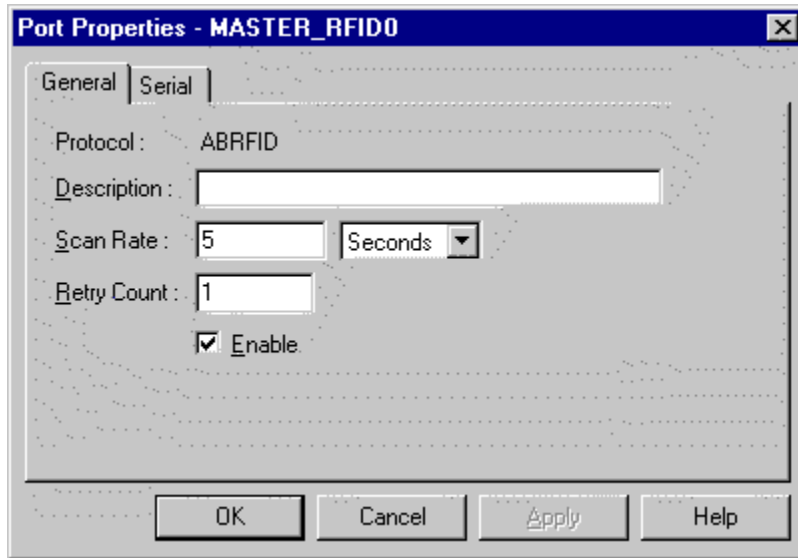 Port Properties - MASTER_RFID0
General Serial
Protocol : ABRFID
Description :
Scan Rate : 5 Seconds
Retry Count : 1
Enable
OK Cancel Apply Help